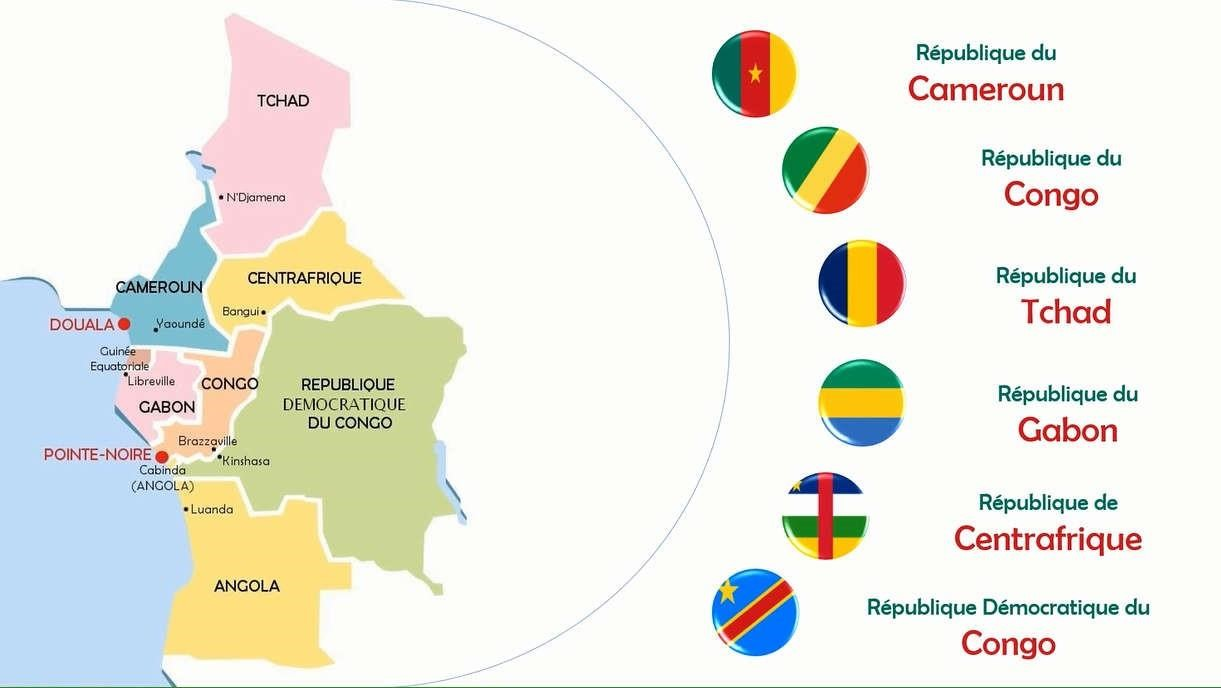 TCHAD
N'Djamena
CENTRAFRIQUE
CAMEROUN
Bangui
DOUALA
Yaoundé
Guinée
Equatoriale
Libreville
GABON
CONGO
REPUBLIQUE
DEMOCRATIQUE
DU CONGO
Brazzaville
POINTE-NOIRE
Kinshasa
Cabinda
(ANGOLA)
Luanda
ANGOLA
République du
Cameroun
République du
Congo
République du
Tchad
République du
Gabon
République de
Centrafrique
République Démocratique du
Congo